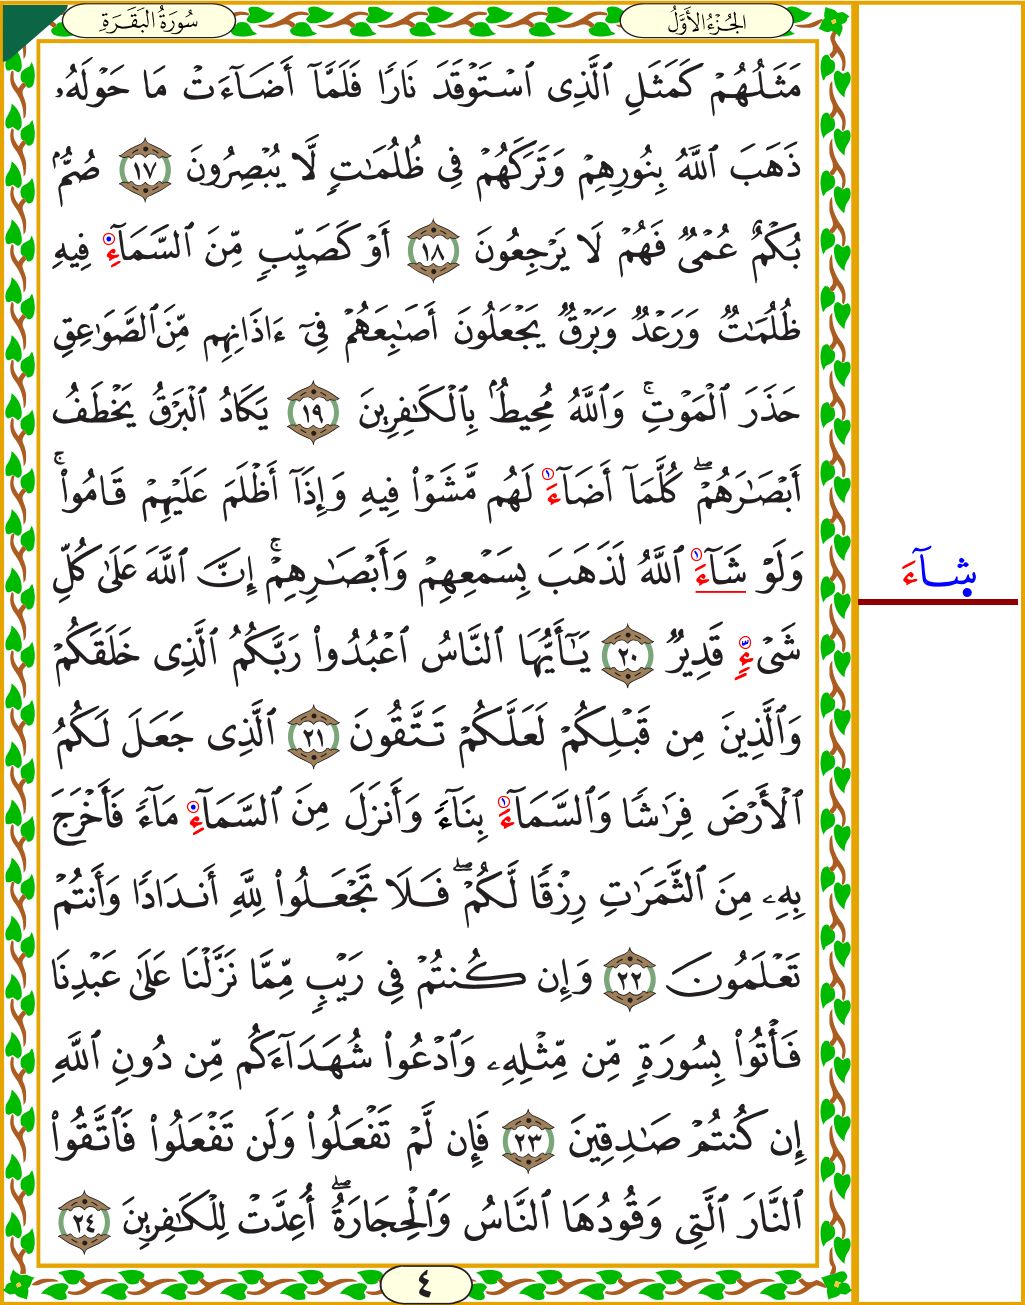 سُورَةُ البَقَرَةِ
الجُزْءُ الأَوَّلُ
مَثَلُهُمْ كَمَثَلِ ٱلَّذِى ٱسْتَوْقَدَ نَارًا فَلَمَّآ أَضَآءَتْ مَا حَوْلَهُۥ
ذَهَبَ ٱللَّهُ بِنُورِهِمْ وَتَرَكَهُمْ فِى ظُلُمَـٰتٍ لَّا يُبْصِرُونَ ١٧ صُمٌّۢ
بُكْمٌ عُمْىٌ فَهُمْ لَا يَرْجِعُونَ ١٨ أَوْ كَصَيِّبٍ مِّنَ ٱلسَّمَآءِ فِيهِ
ظُلُمَـٰتٌ وَرَعْدٌ وَبَرْقٌ يَجْعَلُونَ أَصَـٰبِعَهُمْ فِىٓ ءَاذَانِهِم مِّنَ ٱلصَّوَٰعِقِ
حَذَرَ ٱلْمَوْتِ ۚ وَٱللَّهُ مُحِيطٌۢ بِٱلْكَـٰفِرِينَ ١٩ يَكَادُ ٱلْبَرْقُ يَخْطَفُ
أَبْصَـٰرَهُمْ ۖ كُلَّمَآ أَضَآءَ لَهُم مَّشَوْا۟ فِيهِ وَإِذَآ أَظْلَمَ عَلَيْهِمْ قَامُوا۟ ۚ
وَلَوْ شَآءَ ٱللَّهُ لَذَهَبَ بِسَمْعِهِمْ وَأَبْصَـٰرِهِمْ ۚ إِنَّ ٱللَّهَ عَلَىٰ كُلِّ
شَىْءٍ قَدِيرٌ ٢٠ يَـٰٓأَيُّهَا ٱلنَّاسُ ٱعْبُدُوا۟ رَبَّكُمُ ٱلَّذِى خَلَقَكُمْ
وَٱلَّذِينَ مِن قَبْلِكُمْ لَعَلَّكُمْ تَتَّقُونَ ٢١ ٱلَّذِى جَعَلَ لَكُمُ
ٱلْأَرْضَ فِرَٰشًا وَٱلسَّمَآءَ بِنَآءً وَأَنزَلَ مِنَ ٱلسَّمَآءِ مَآءً فَأَخْرَجَ
بِهِۦ مِنَ ٱلثَّمَرَٰتِ رِزْقًا لَّكُمْ ۖ فَلَا تَجْعَلُوا۟ لِلَّهِ أَندَادًا وَأَنتُمْ
تَعْلَمُونَ ٢٢ وَإِن كُنتُمْ فِى رَيْبٍ مِّمَّا نَزَّلْنَا عَلَىٰ عَبْدِنَا
فَأْتُوا۟ بِسُورَةٍ مِّن مِّثْلِهِۦ وَٱدْعُوا۟ شُهَدَآءَكُم مِّن دُونِ ٱللَّهِ
إِن كُنتُمْ صَـٰدِقِينَ ٢٣ فَإِن لَّمْ تَفْعَلُوا۟ وَلَن تَفْعَلُوا۟ فَٱتَّقُوا۟
ٱلنَّارَ ٱلَّتِى وَقُودُهَا ٱلنَّاسُ وَٱلْحِجَارَةُ ۖ أُعِدَّتْ لِلْكَـٰفِرِينَ ٢٤
شآءَ
٤